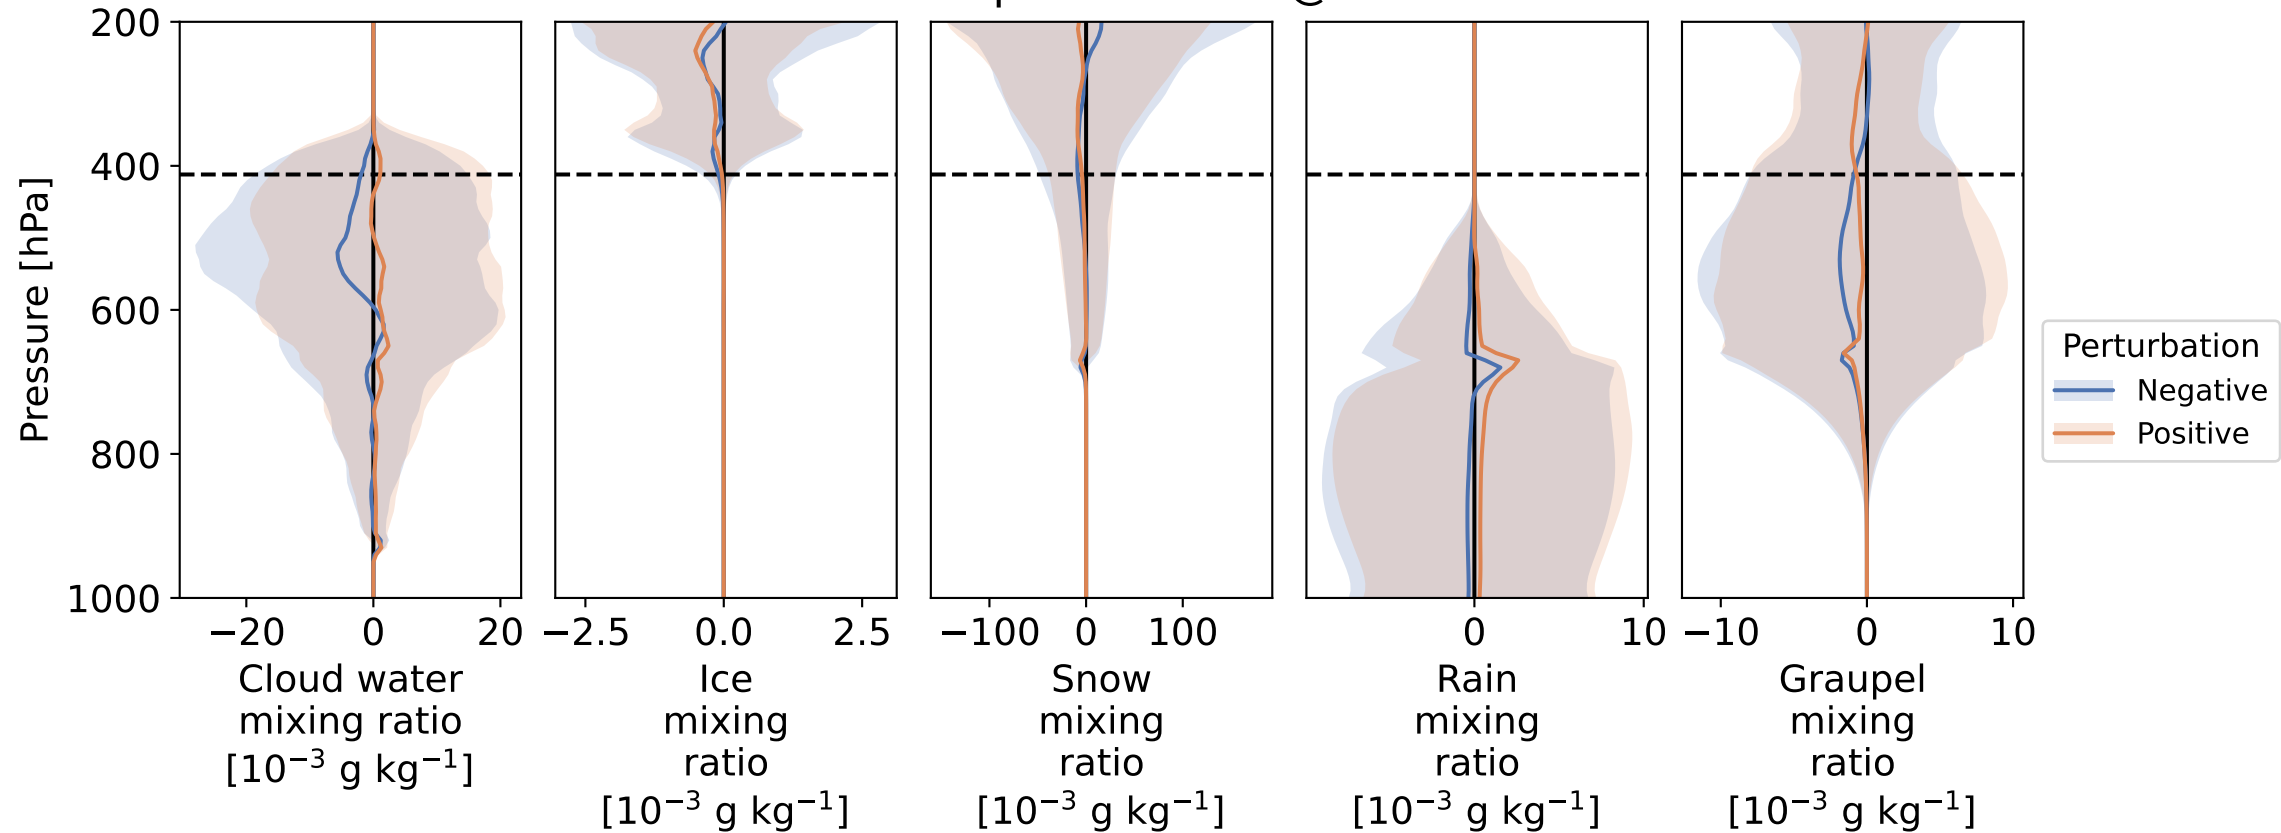 200
400
600
800
1000
Pressure [hPa]
−20 0 20
Cloud water
mixing ratio
[10⁻³ g kg⁻¹]
−2.5 0.0 2.5
Ice
mixing
ratio
[10⁻³ g kg⁻¹]
−100 0 100
Snow
mixing
ratio
[10⁻³ g kg⁻¹]
0 10
Rain
mixing
ratio
[10⁻³ g kg⁻¹]
−10 0 10
Graupel
mixing
ratio
[10⁻³ g kg⁻¹]
Perturbation
Negative
Positive